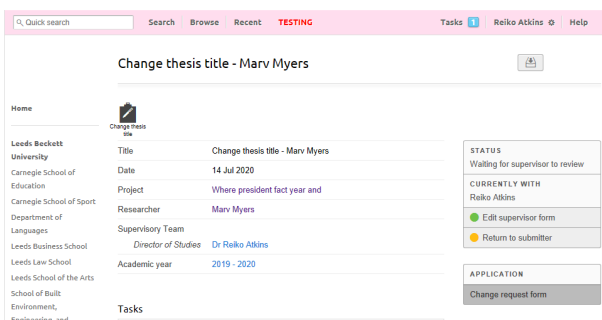 Quick search
Search Browse Recent TESTING Tasks 1 Reiko Atkins Help
Change thesis title - Marv Myers
Home
Change thesis
title
Leeds Beckett
University
Carnegie School of
Education
Carnegie School of Sport
Department of
Languages
Leeds Business School
Leeds Law School
Leeds School of the Arts
School of Built
Environment,
Engineering, and
Title Change thesis title - Marv Myers
Date 14 Jul 2020
Project Where president fact year and
Researcher Marv Myers
Supervisory Team
Director of Studies Dr Reiko Atkins
Academic year 2019 - 2020
Tasks
STATUS
Waiting for supervisor to review
CURRENTLY WITH
Reiko Atkins
Edit supervisor form
Return to submitter
APPLICATION
Change request form